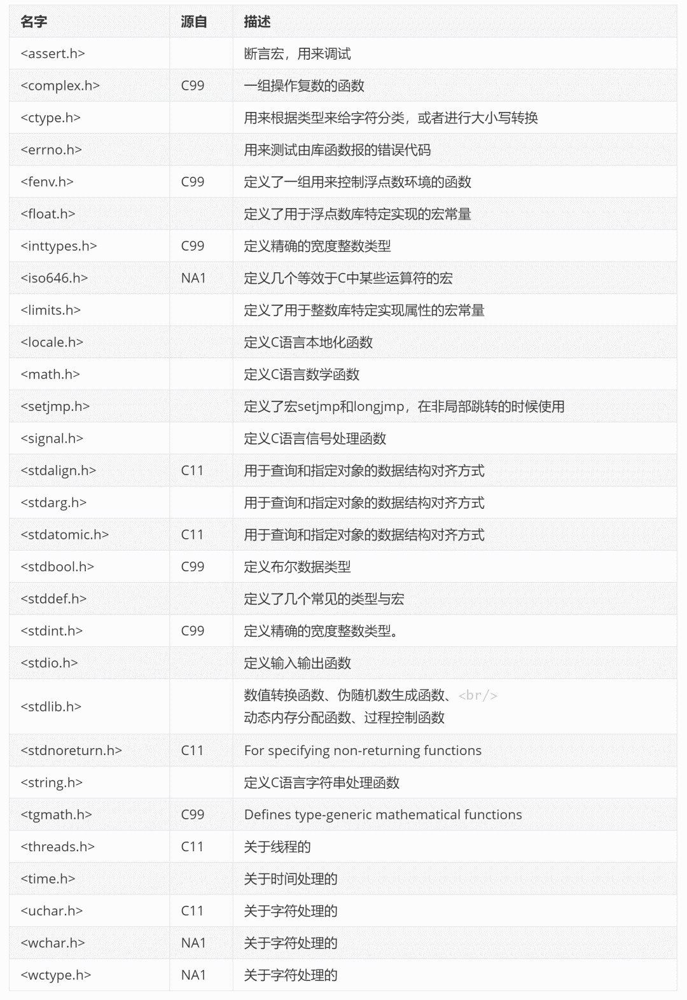 名字 源自 描述
<assert.h> 断言宏，用来调试
<complex.h> C99 一组操作复数的函数
<ctype.h> 用来根据类型来给字符分类，或者进行大小写转换
<errno.h> 用来测试由库函数报的错误代码
<fenv.h> C99 定义了一组用来控制浮点数环境的函数
<float.h> 定义了用于浮点数库特定实现的宏常量
<inttypes.h> C99 定义精确的宽度整数类型
<iso646.h> NA1 定义几个等效于C中某些运算符的宏
<limits.h> 定义了用于整数库特定实现属性的宏常量
<locale.h> 定义C语言本地化函数
<math.h> 定义C语言数学函数
<setjmp.h> 定义了宏setjmp和longjmp，在非局部跳转的时候使用
<signal.h> 定义C语言信号处理函数
<stdalign.h> C11 用于查询和指定对象的数据结构对齐方式
<stdarg.h> 用于查询和指定对象的数据结构对齐方式
<stdatomic.h> C11 用于查询和指定对象的数据结构对齐方式
<stdbool.h> C99 定义布尔数据类型
<stddef.h> 定义了几个常见的类型与宏
<stdint.h> C99 定义精确的宽度整数类型。
<stdio.h> 定义输入输出函数
<stdlib.h> 数值转换函数、伪随机数生成函数、<br/>
动态内存分配函数、过程控制函数
<stdnoreturn.h> C11 For specifying non-returning functions
<string.h> 定义C语言字符串处理函数
<tgmath.h> C99 Defines type-generic mathematical functions
<threads.h> C11 关于线程的
<time.h> 关于时间处理的
<uchar.h> C11 关于字符处理的
<wchar.h> NA1 关于字符处理的
<wctype.h> NA1 关于字符处理的